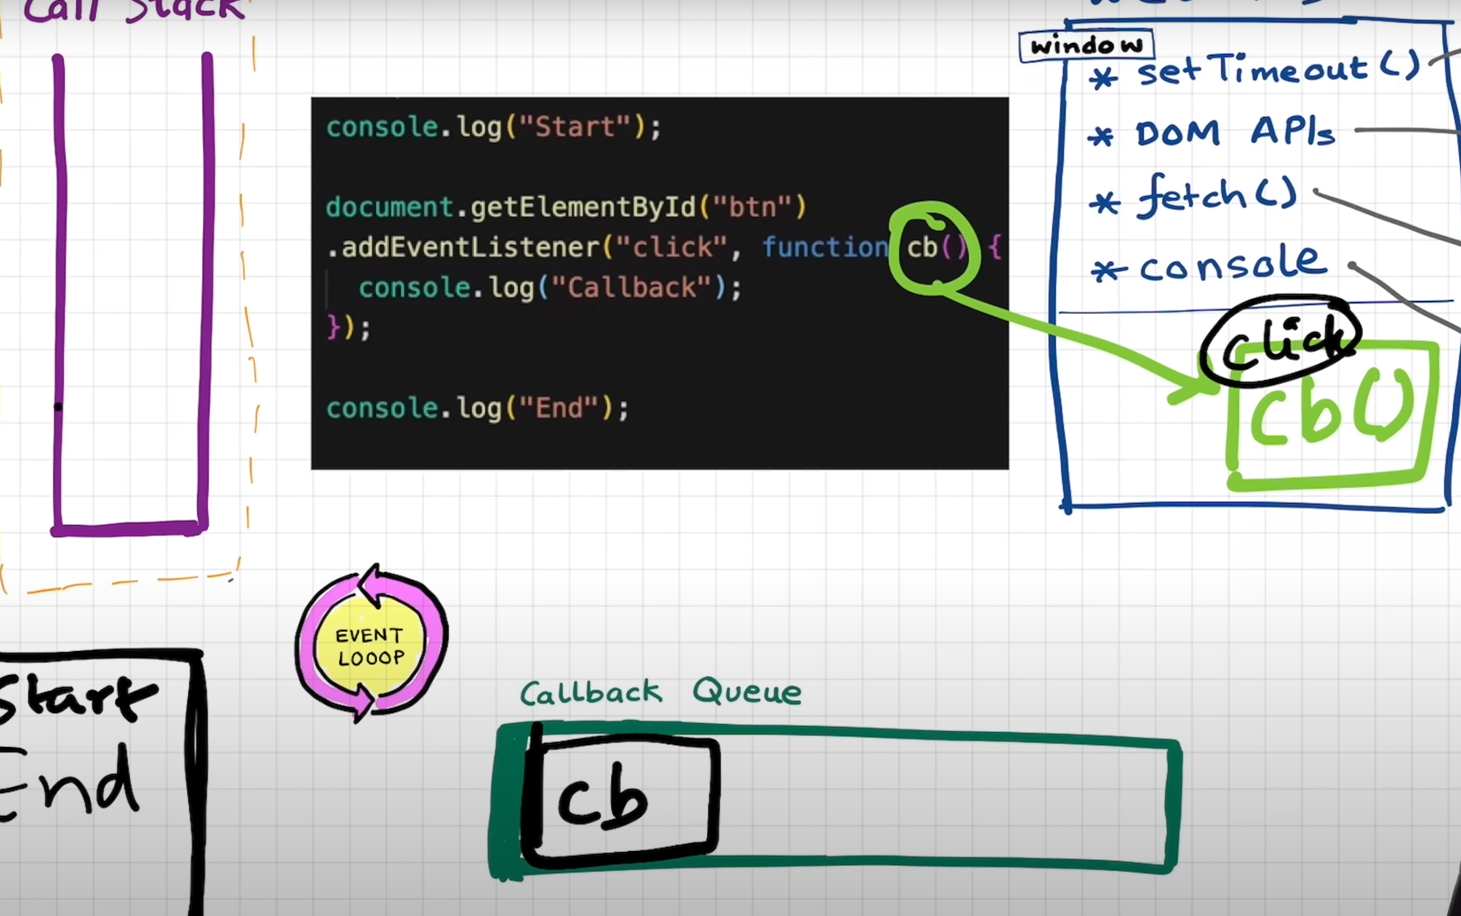 Call Stack
window
* setTimeout()
* DOM APIs
* fetch()
* console
click
cb()
console.log("Start");
document.getElementById("btn")
.addEventListener("click", function cb() {
console.log("Callback");
});
console.log("End");
EVENT
LOOOP
Callback Queue
cb
Start
End